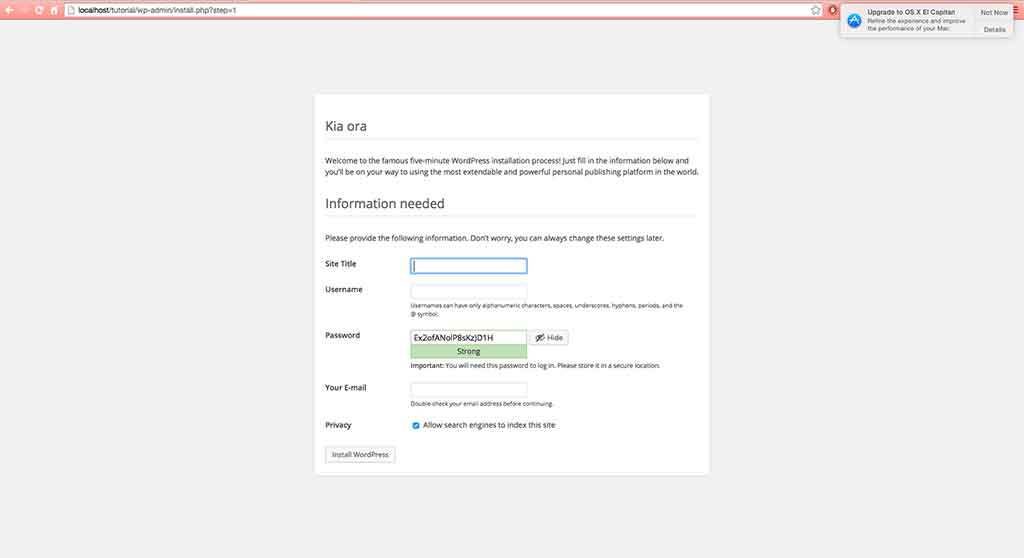 localhost/tutorial/wp-admin/install.php?step=1
Upgrade to OS X El Capitan
Refine the experience and improve
the performance of your Mac.
Not Now
Details
Kia ora
Welcome to the famous five-minute WordPress installation process! Just fill in the information below and
you'll be on your way to using the most extendable and powerful personal publishing platform in the world.
Information needed
Please provide the following information. Don't worry, you can always change these settings later.
Site Title
Username
Usernames can have only alphanumeric characters, spaces, underscores, hyphens, periods, and the
@ symbol.
Password
Hide
Strong
Important: You will need this password to log in. Please store it in a secure location.
Your E-mail
Double-check your email address before continuing.
Privacy
Allow search engines to index this site
Install WordPress